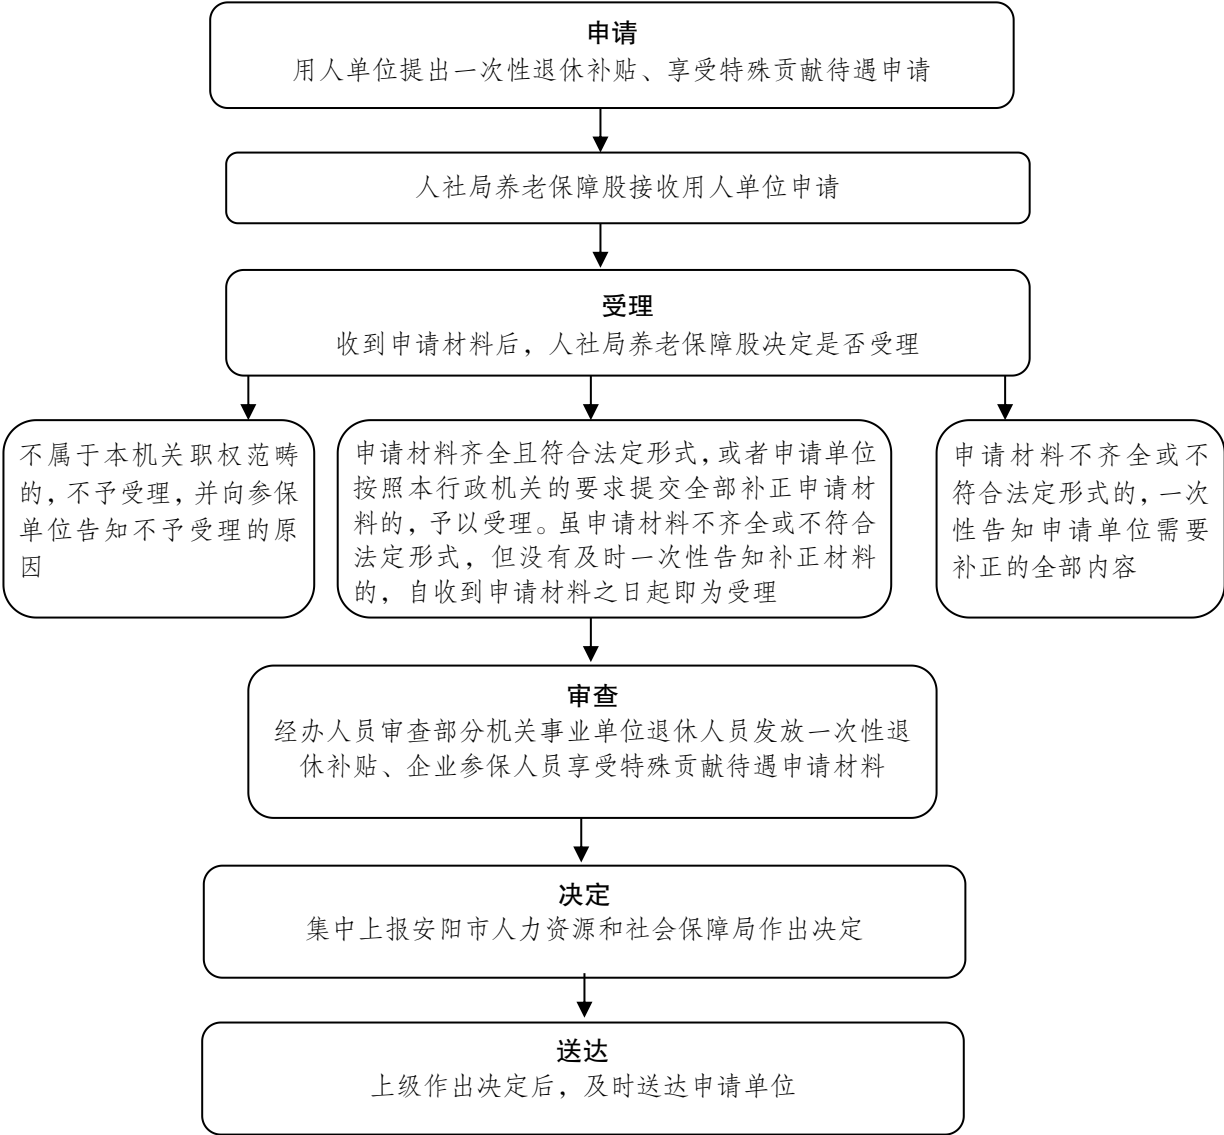 申请
用人单位提出一次性退休补贴、享受特殊贡献待遇申请
人社局养老保障股接收用人单位申请
受理
收到申请材料后，人社局养老保障股决定是否受理
不属于本机关职权范畴
的，不予受理，并向参保
单位告知不予受理的原
因
申请材料齐全且符合法定形式，或者申请单位
按照本行政机关的要求提交全部补正申请材
料的，予以受理。虽申请材料不齐全或不符合
法定形式，但没有及时一次性告知补正材料
的，自收到申请材料之日起即为受理
申请材料不齐全或不
符合法定形式的，一次
性告知申请单位需要
补正的全部内容
审查
经办人员审查部分机关事业单位退休人员发放一次性退
休补贴、企业参保人员享受特殊贡献待遇申请材料
决定
集中上报安阳市人力资源和社会保障局作出决定
送达
上级作出决定后，及时送达申请单位